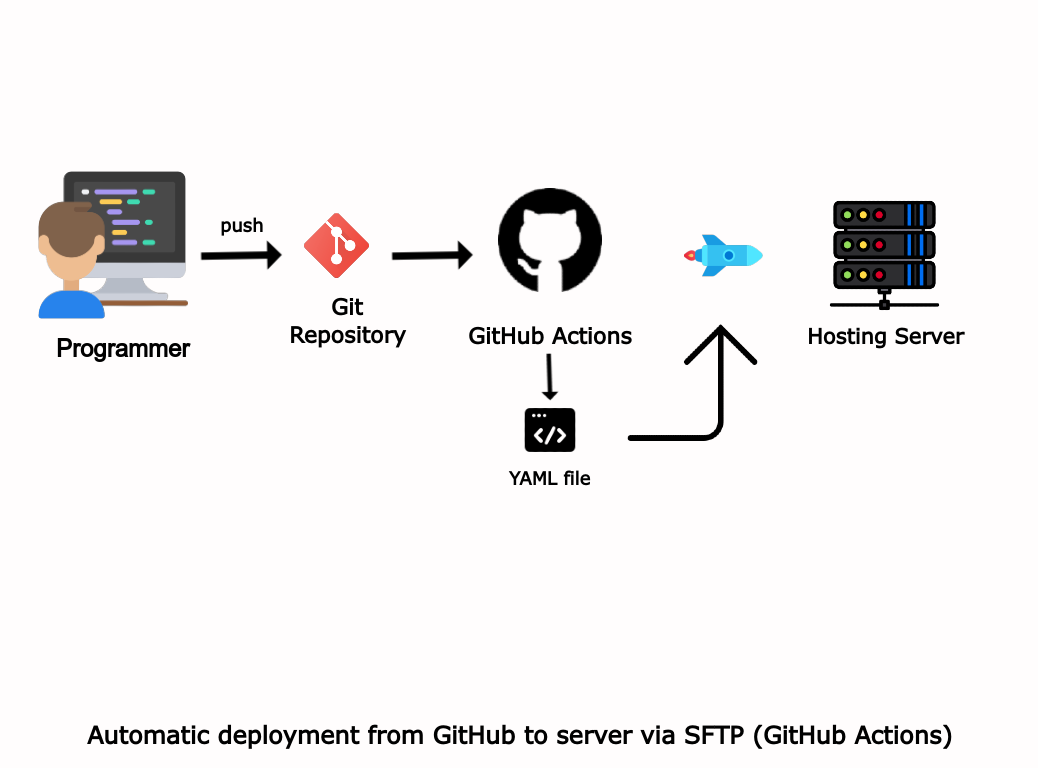 push
Git
Repository
Programmer
GitHub Actions
Hosting Server
</>
YAML file
Automatic deployment from GitHub to server via SFTP (GitHub Actions)